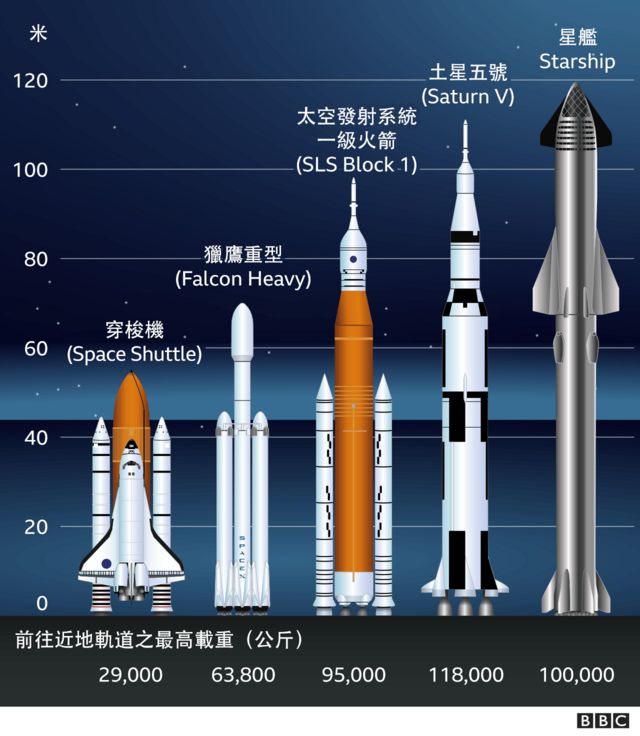 米
星艦
Starship
120
土星五號
(Saturn V)
太空發射系統
一級火箭
(SLS Block 1)
100
獵鷹重型
(Falcon Heavy)
80
穿梭機
(Space Shuttle)
60
40
20
SPACEX
0
前往近地軌道之最高載重（公斤）
29,000 63,800 95,000 118,000 100,000
BBC